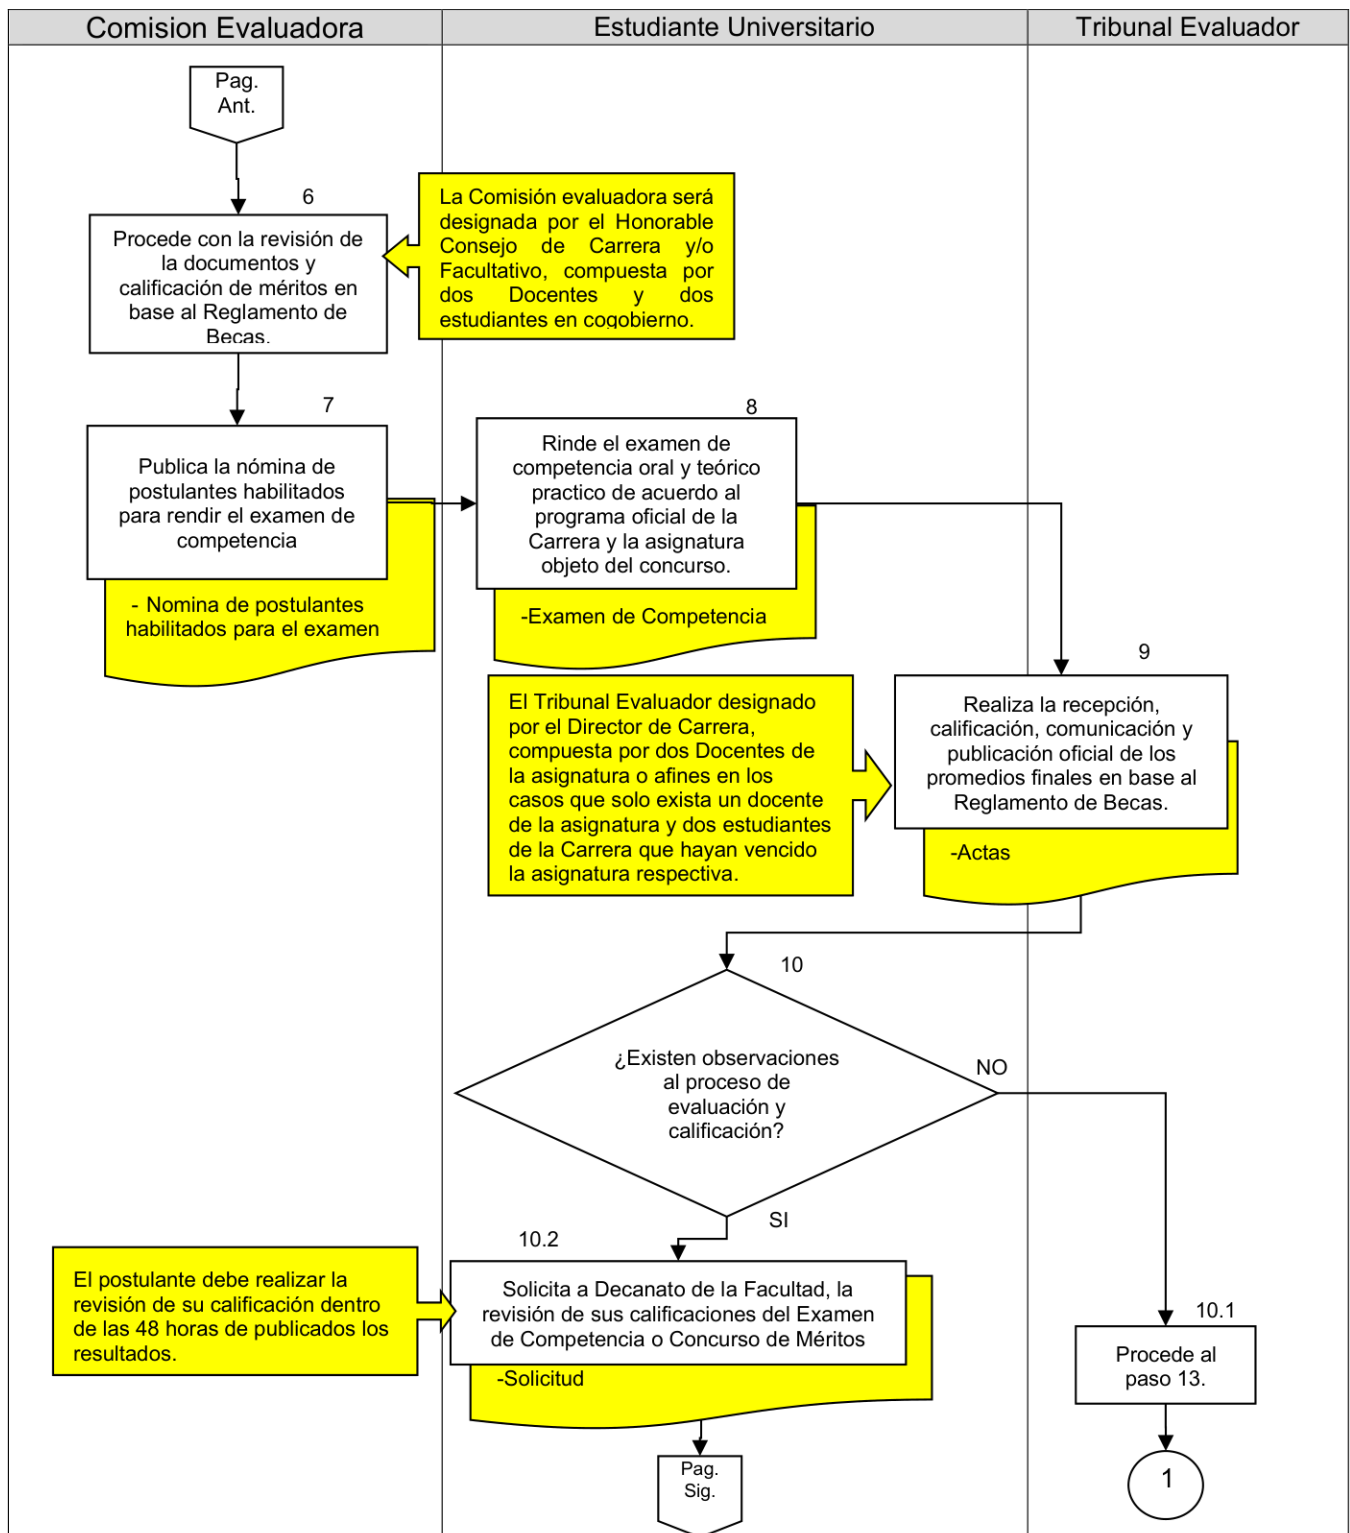 Comision Evaluadora
Estudiante Universitario
Tribunal Evaluador
Pag.
Ant.
6
Procede con la revisión de
la documentos y
calificación de méritos en
base al Reglamento de
Becas.
La Comisión evaluadora será
designada por el Honorable
Consejo de Carrera y/o
Facultativo, compuesta por
dos Docentes y dos
estudiantes en cogobierno.
7
Publica la nómina de
postulantes habilitados
para rendir el examen de
competencia
- Nomina de postulantes
habilitados para el examen
8
Rinde el examen de
competencia oral y teórico
practico de acuerdo al
programa oficial de la
Carrera y la asignatura
objeto del concurso.
-Examen de Competencia
9
Realiza la recepción,
calificación, comunicación y
publicación oficial de los
promedios finales en base al
Reglamento de Becas.
-Actas
El Tribunal Evaluador designado
por el Director de Carrera,
compuesta por dos Docentes de
la asignatura o afines en los
casos que solo exista un docente
de la asignatura y dos estudiantes
de la Carrera que hayan vencido
la asignatura respectiva.
10
¿Existen observaciones
al proceso de
evaluación y
calificación?
NO
SI
10.2
Solicita a Decanato de la Facultad, la
revisión de sus calificaciones del Examen
de Competencia o Concurso de Méritos
-Solicitud
El postulante debe realizar la
revisión de su calificación dentro
de las 48 horas de publicados los
resultados.
10.1
Procede al
paso 13.
1
Pag.
Sig.